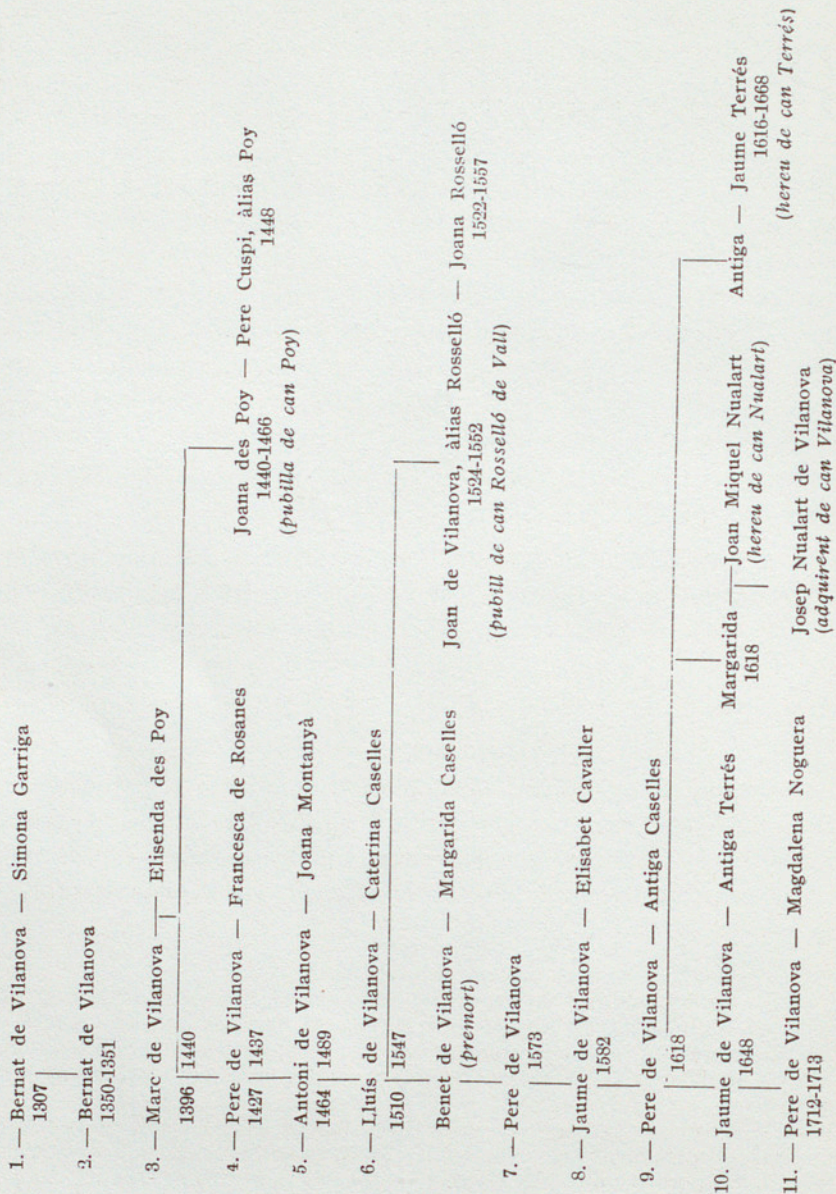 1. — Bernat de Vilanova — Simona Garriga
1307
2. — Bernat de Vilanova
1350-1351
3. — Marc de Vilanova — Elisenda des Poy
1396 1440
4. — Pere de Vilanova — Francesca de Rosanes
1427 1437
Joana des Poy — Pere Cuspi, àlias Poy
1440-1466 1448
(pubilla de can Poy)
5. — Antoni de Vilanova — Joana Montanyà
1464 1489
6. — Lluís de Vilanova — Caterina Caselles
1510 1547
Benet de Vilanova — Margarida Caselles
(premort)
Joan de Vilanova, àlias Rosselló — Joana Rosselló
1524-1552 1522-1557
(pubill de can Rosselló de Vall)
7. — Pere de Vilanova
1573
8. — Jaume de Vilanova — Elisabet Cavaller
1582
9. — Pere de Vilanova — Antiga Caselles
1618
10. — Jaume de Vilanova — Antiga Terrés
1648
Margarida — Joan Miquel Nualart
1618 (hereu de can Nualart)
Antiga — Jaume Terrés
1616-1668
(hereu de can Terrés)
11. — Pere de Vilanova — Magdalena Noguera
1712-1713
Josep Nualart de Vilanova
(adquirent de can Vilanova)